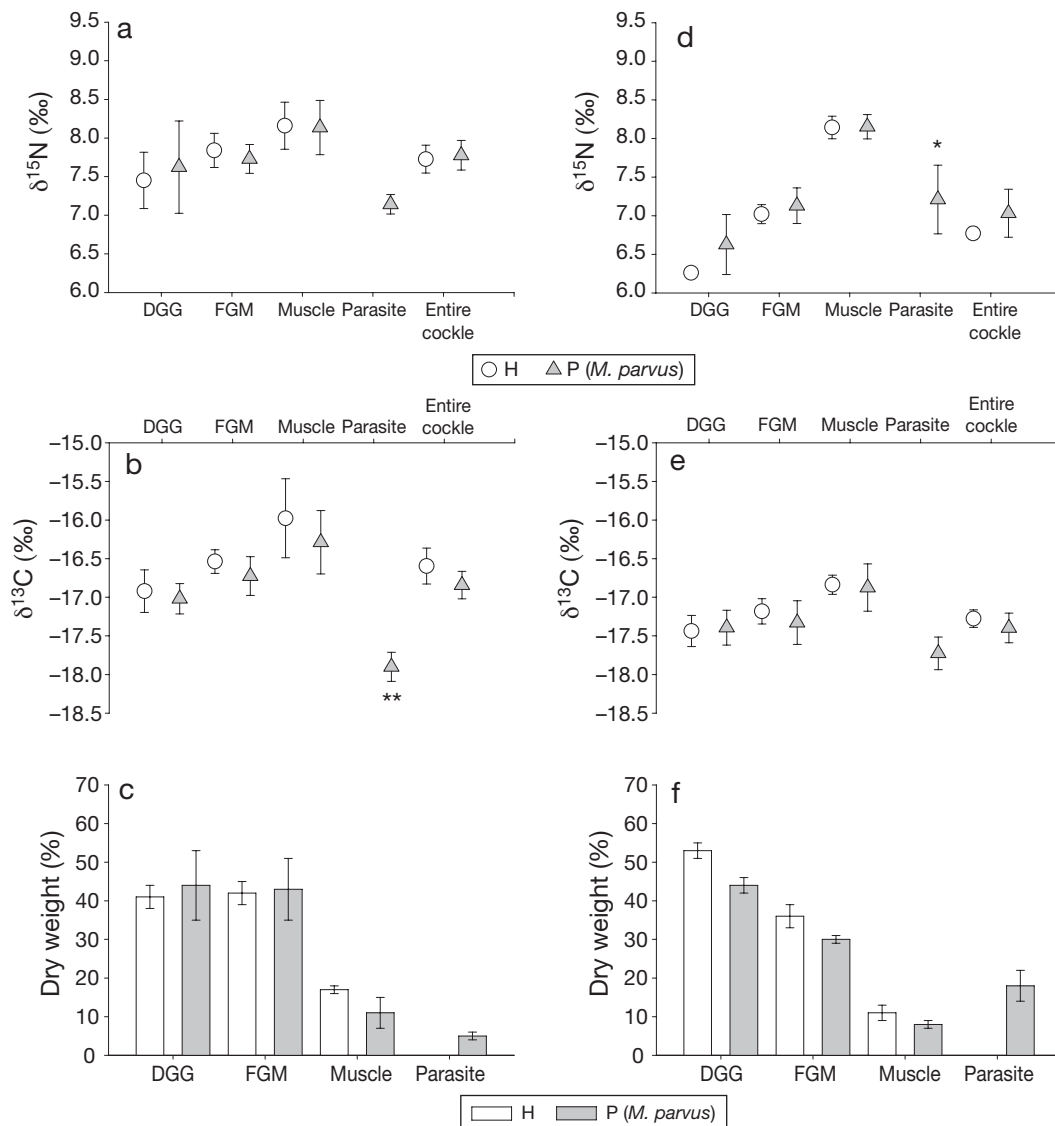 a
δ15N (‰)
9.5
9.0
8.5
8.0
7.5
7.0
6.5
6.0
DGG FGM Muscle Parasite Entire cockle
d
*
δ15N (‰)
9.5
9.0
8.5
8.0
7.5
7.0
6.5
6.0
DGG FGM Muscle Parasite Entire cockle
H P (M. parvus)
DGG FGM Muscle Parasite Entire cockle
b
δ13C (‰)
–15.0
–15.5
–16.0
–16.5
–17.0
–17.5
–18.0
–18.5
**
DGG FGM Muscle Parasite Entire cockle
e
δ13C (‰)
–15.0
–15.5
–16.0
–16.5
–17.0
–17.5
–18.0
–18.5
c
Dry weight (%)
70
60
50
40
30
20
10
0
DGG FGM Muscle Parasite
f
Dry weight (%)
70
60
50
40
30
20
10
0
DGG FGM Muscle Parasite
H P (M. parvus)